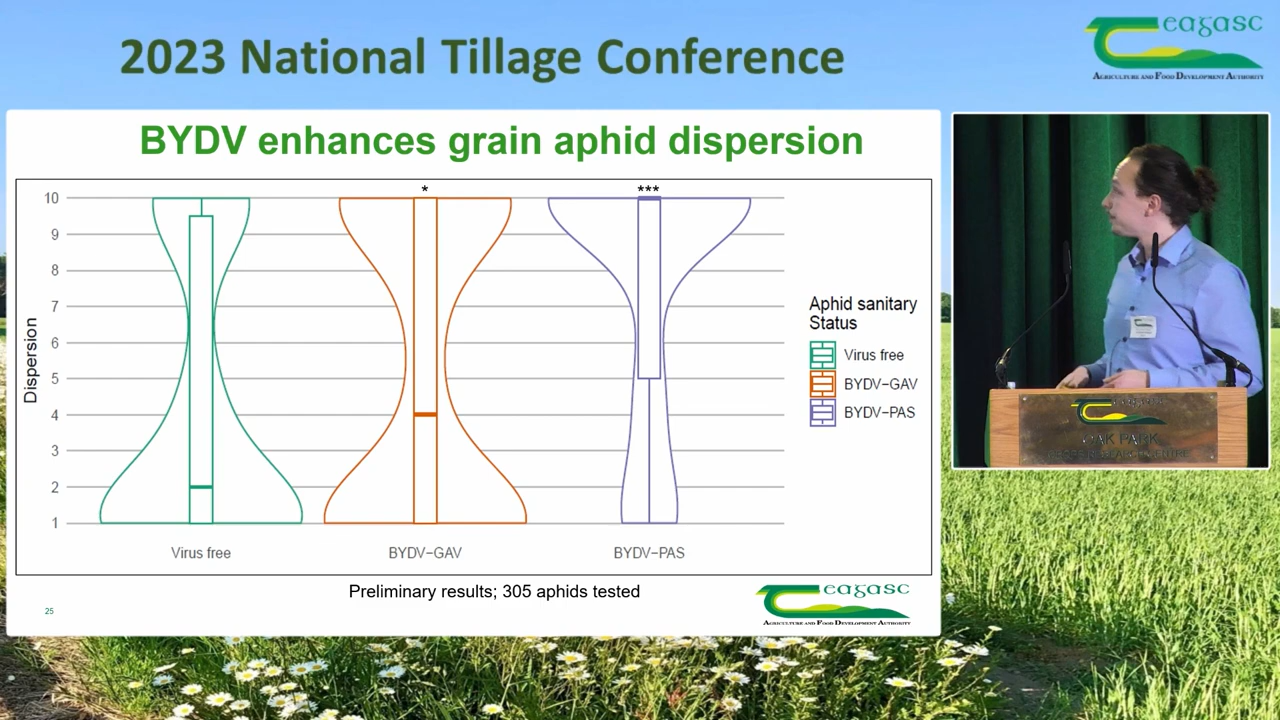 2023 National Tillage Conference
eagasc
AGRICULTURE AND FOOD DEVELOPMENT AUTHORITY
BYDV enhances grain aphid dispersion
* ***
10
9
8
7
6
5
4
3
2
1
Dispersion
Virus free BYDV-GAV BYDV-PAS
Aphid sanitary
Status
Virus free
BYDV-GAV
BYDV-PAS
Preliminary results; 305 aphids tested
25
eagasc
AGRICULTURE AND FOOD DEVELOPMENT AUTHORITY
OAK PARK